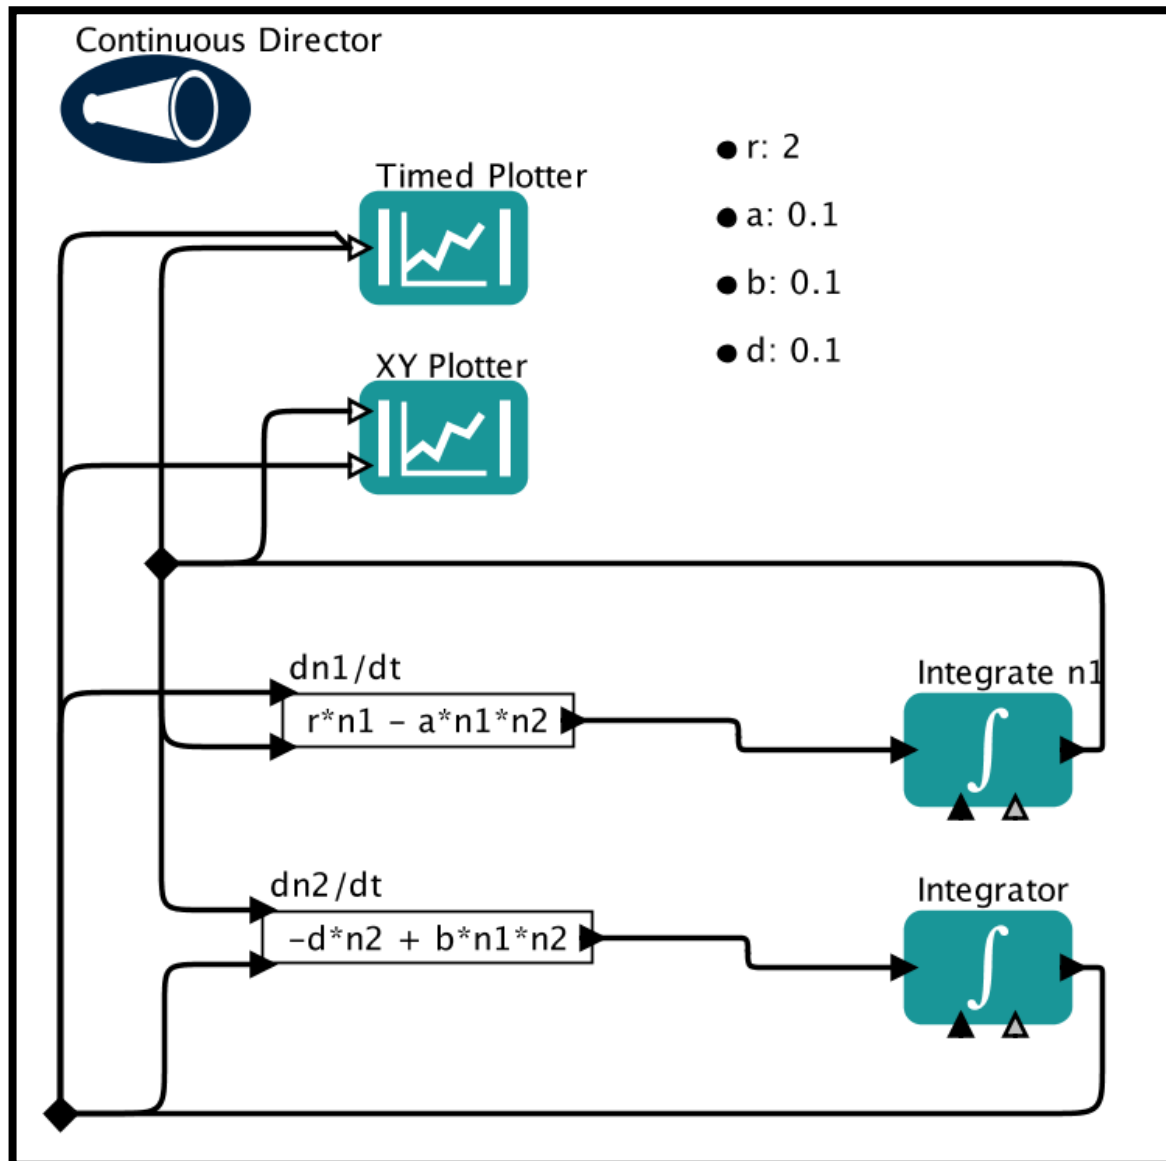 Continuous Director
Timed Plotter
r: 2
a: 0.1
b: 0.1
d: 0.1
XY Plotter
dn1/dt
r*n1 - a*n1*n2
Integrate n1
∫
dn2/dt
-d*n2 + b*n1*n2
Integrator
∫